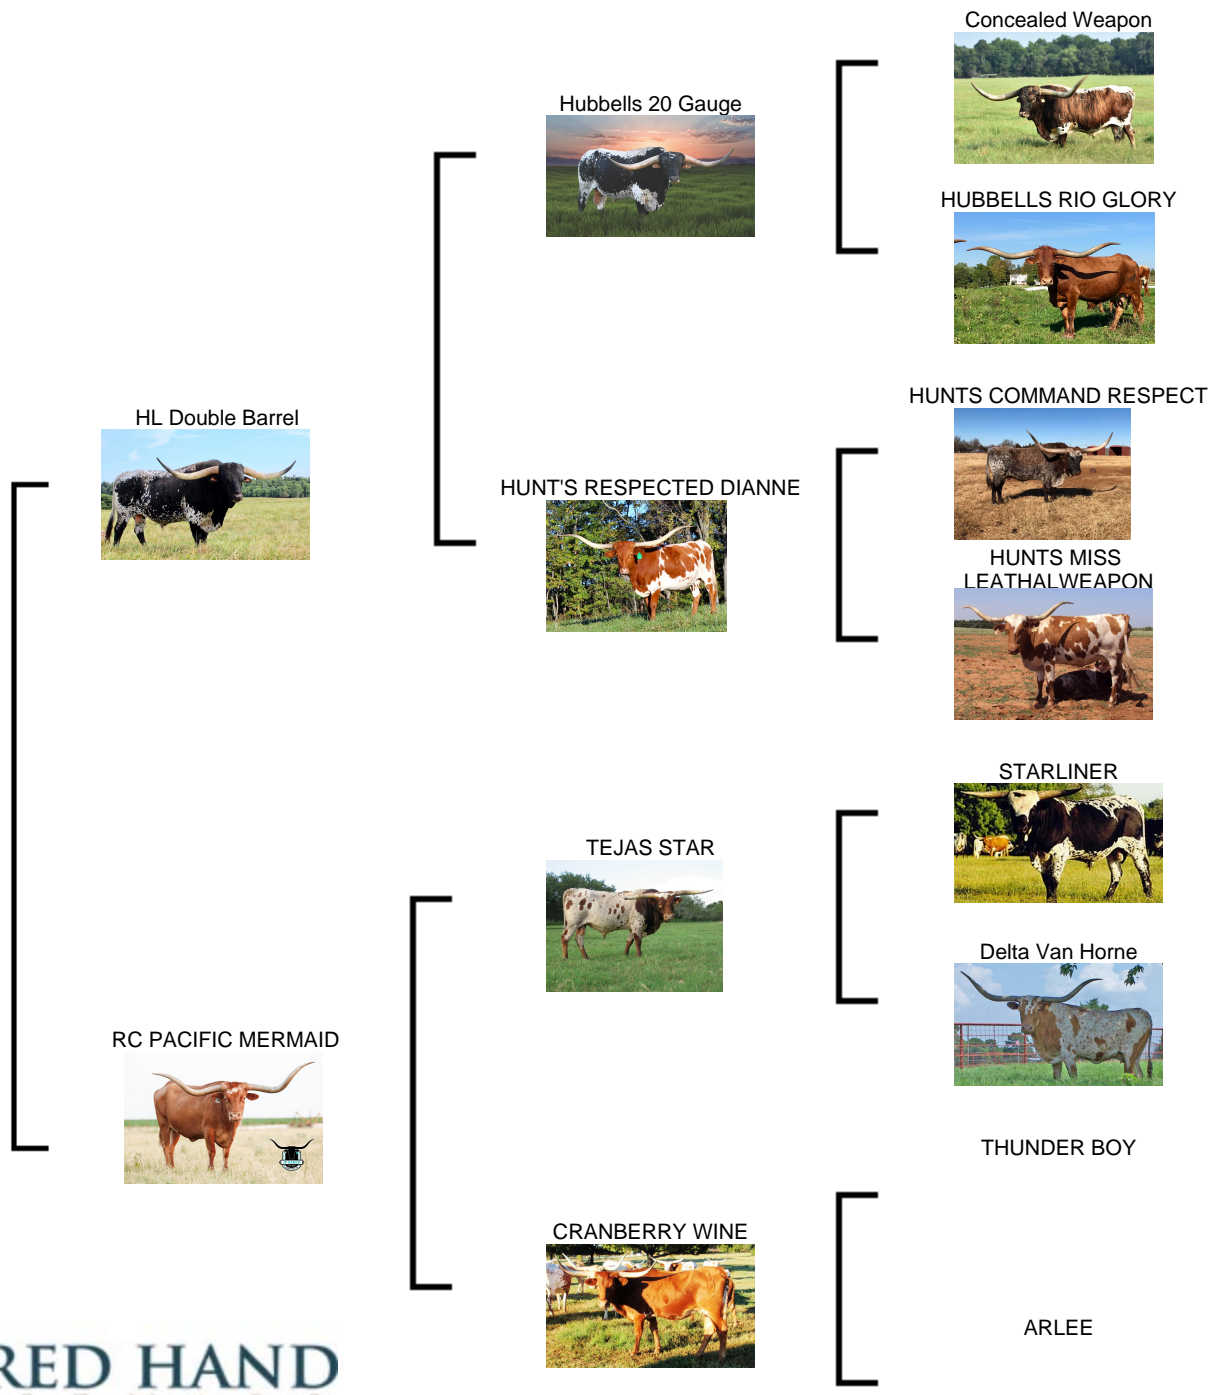 Concealed Weapon
Hubbells 20 Gauge
HUBBELLS RIO GLORY
HL Double Barrel
HUNTS COMMAND RESPECT
HUNT'S RESPECTED DIANNE
HUNTS MISS
LEATHALWEAPON
STARLINER
TEJAS STAR
Delta Van Horne
RC PACIFIC MERMAID
THUNDER BOY
CRANBERRY WINE
ARLEE
RED HAND